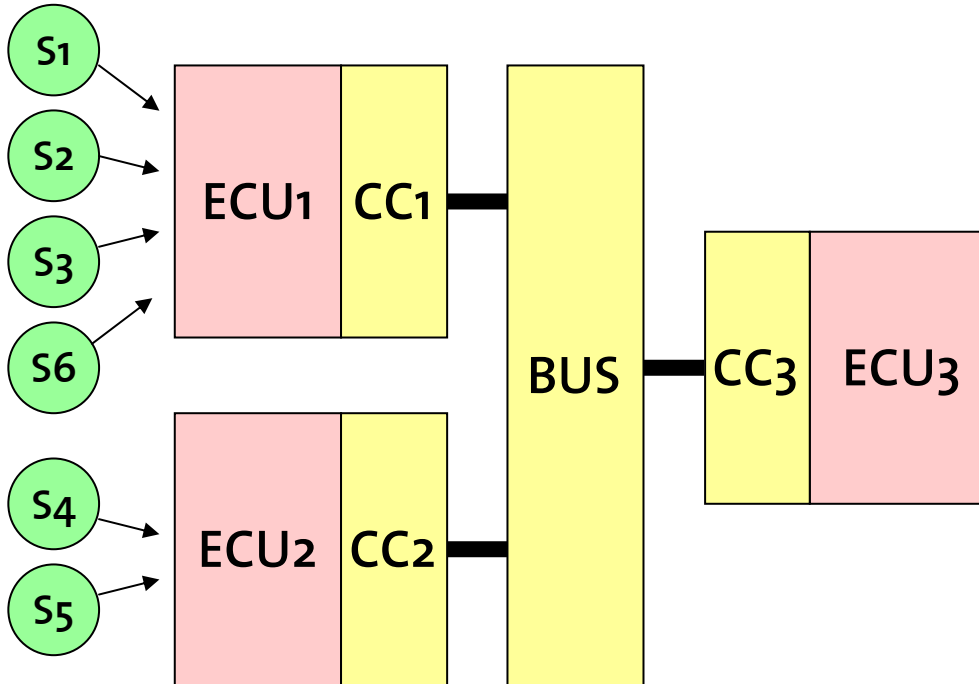 S1
S2
S3
S6
ECU1 CC1
S4
S5
ECU2 CC2
BUS
CC3 ECU3